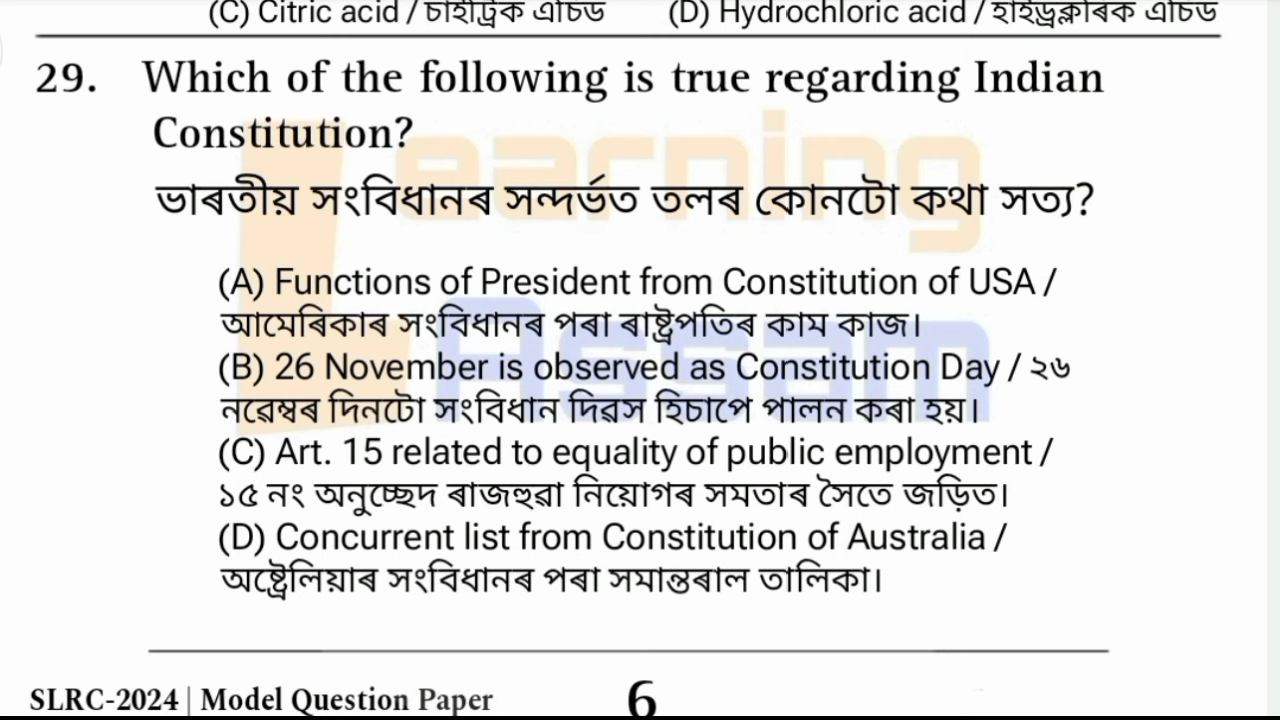 (C) Citric acid / চাইট্ৰিক এচিড (D) Hydrochloric acid / হাইড্ৰক্লৰিক এচিড
29. Which of the following is true regarding Indian
Constitution?
ভাৰতীয় সংবিধানৰ সন্দৰ্ভত তলৰ কোনটো কথা সত্য?
(A) Functions of President from Constitution of USA /
আমেৰিকাৰ সংবিধানৰ পৰা ৰাষ্ট্ৰপতিৰ কাম কাজ।
(B) 26 November is observed as Constitution Day / ২৬
নৱেম্বৰ দিনটো সংবিধান দিৱস হিচাপে পালন কৰা হয়।
(C) Art. 15 related to equality of public employment /
১৫ নং অনুচ্ছেদ ৰাজহুৱা নিয়োগৰ সমতাৰ সৈতে জড়িত।
(D) Concurrent list from Constitution of Australia /
অষ্ট্ৰেলিয়াৰ সংবিধানৰ পৰা সমান্তৰাল তালিকা।
Learning
Assam
SLRC-2024 | Model Question Paper 6